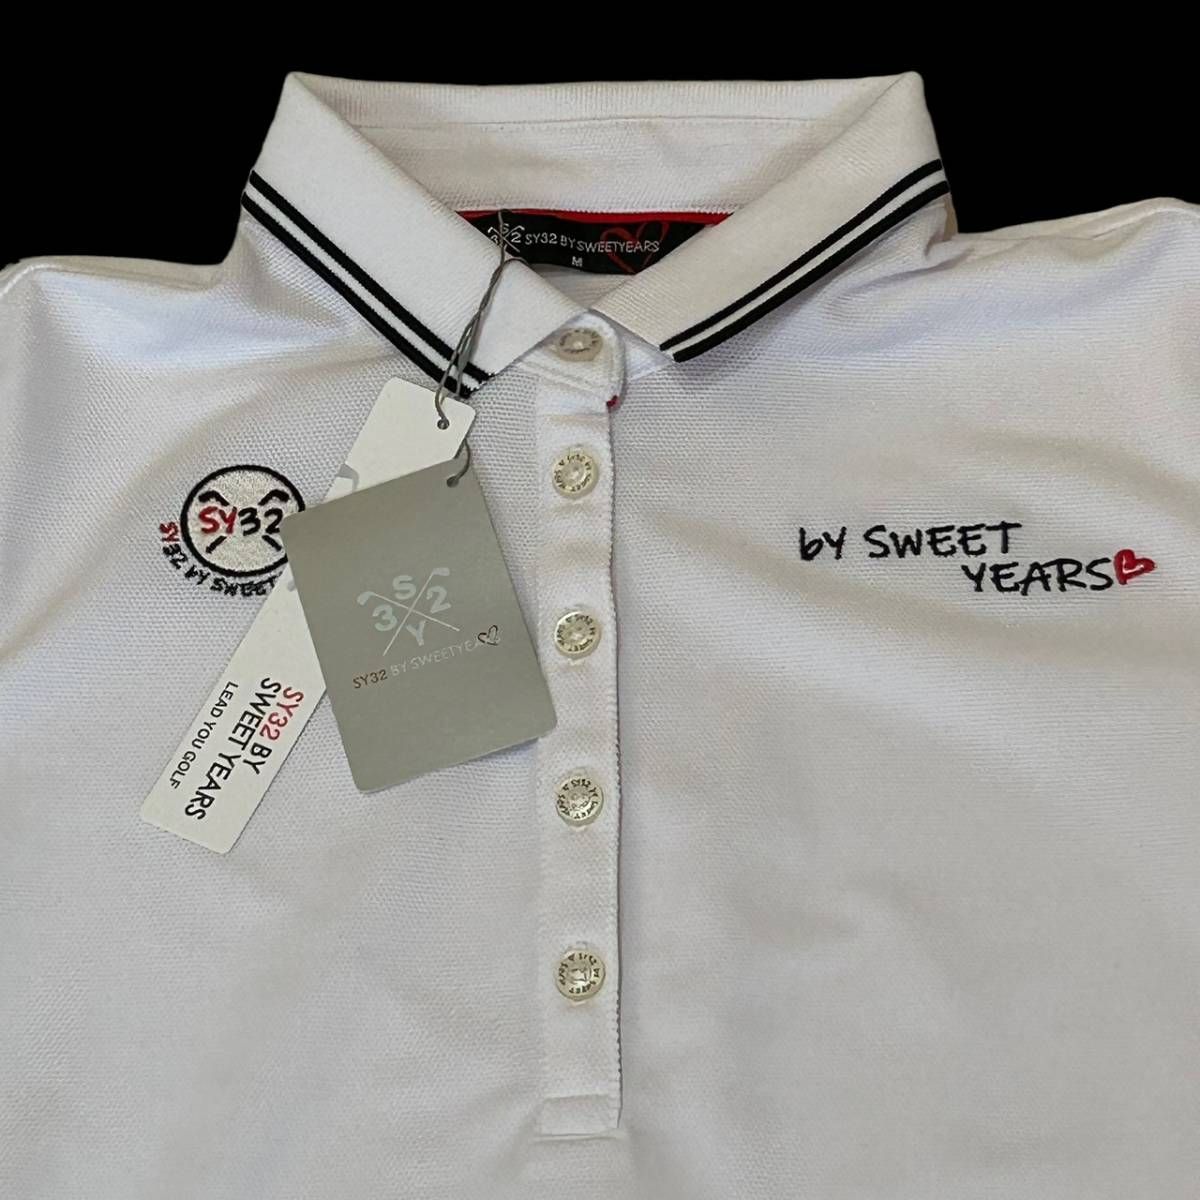 SY32 BY SWEETYEARS
M
SY32
SY32 by SWEET YEARS
by SWEET
YEARS
S
3 2
Y
SY32 BY SWEETYEARS
SY32 BY
SWEET YEARS
LEAD YOU GOLF